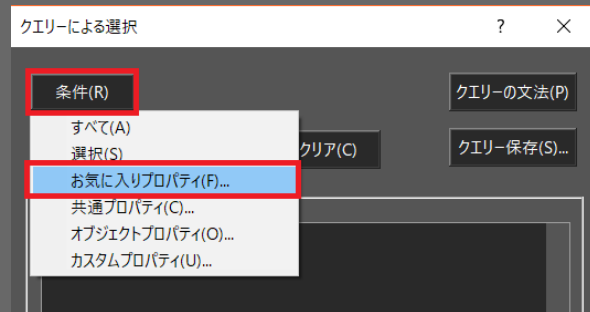 クエリーによる選択 ?
条件(R) クエリーの文法(P)
すべて(A)
選択(S) クリア(C) クエリー保存(S)...
お気に入りプロパティ(F)...
共通プロパティ(C)...
オブジェクトプロパティ(O)...
カスタムプロパティ(U)...